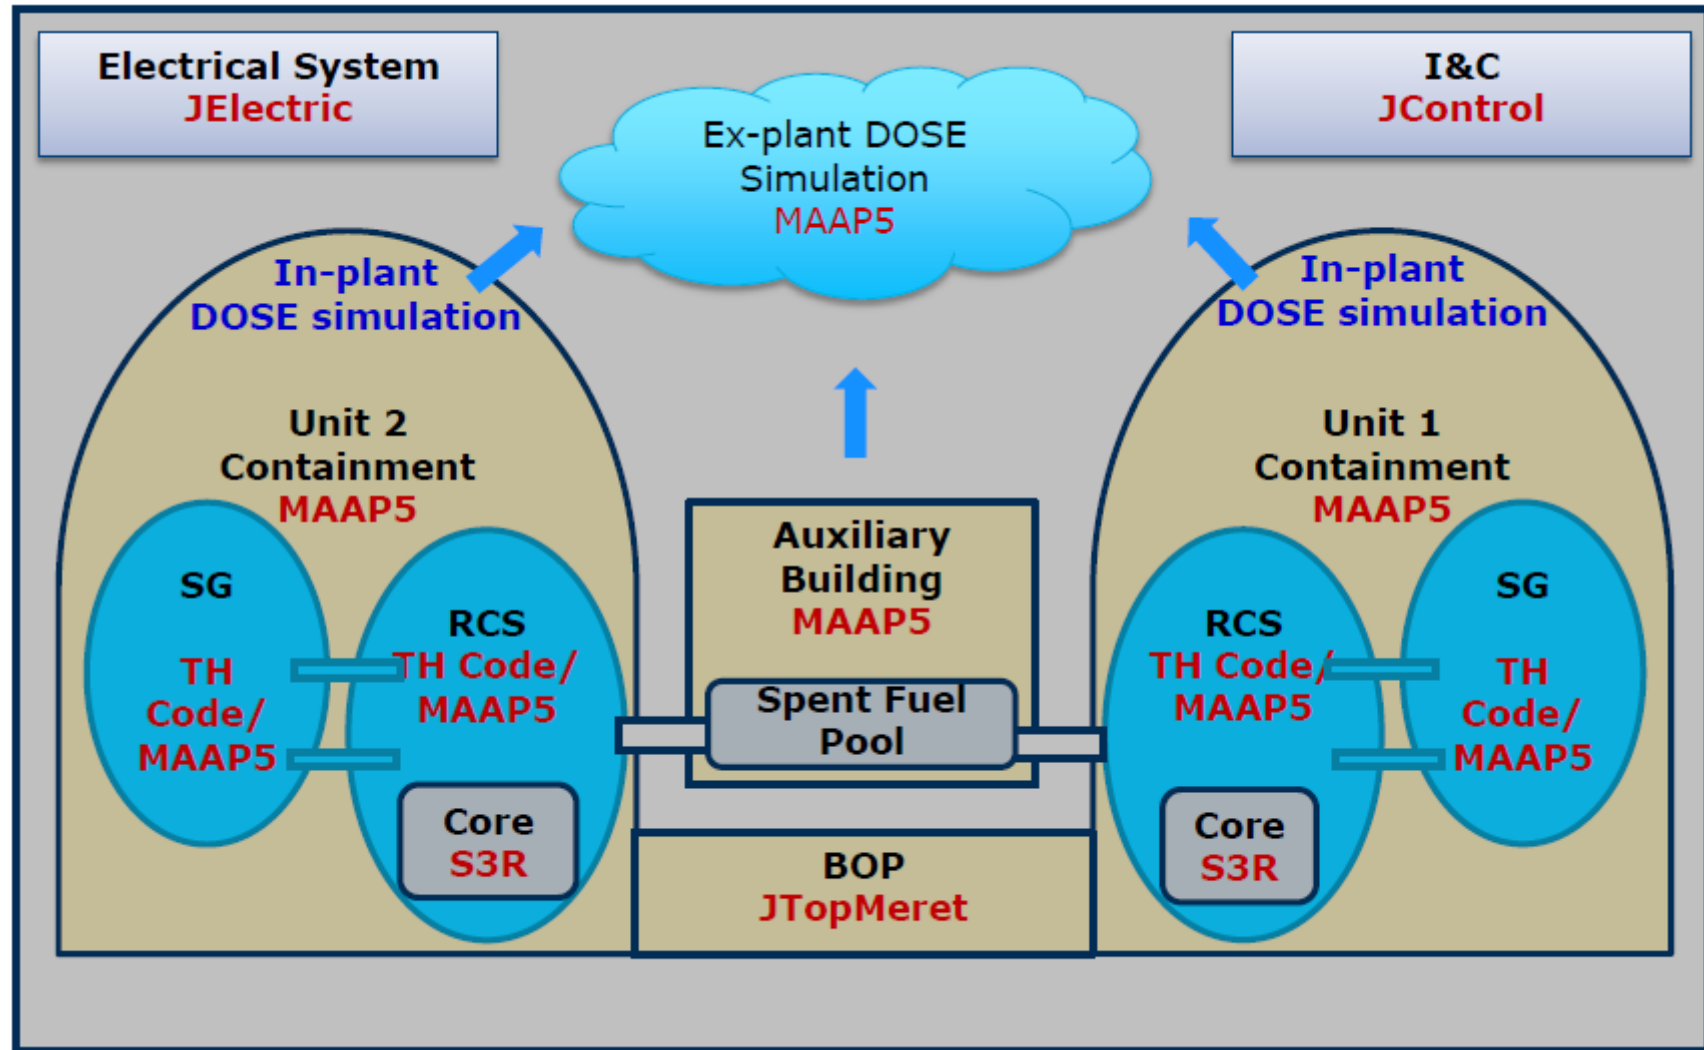 Electrical System
JElectric
I&C
JControl
Ex-plant DOSE
Simulation
MAAP5
In-plant
DOSE simulation
Unit 2
Containment
MAAP5
SG
TH
Code/
MAAP5
RCS
TH Code/
MAAP5
Core
S3R
Auxiliary
Building
MAAP5
Spent Fuel
Pool
BOP
JTopMeret
In-plant
DOSE simulation
Unit 1
Containment
MAAP5
RCS
TH Code/
MAAP5
Core
S3R
SG
TH
Code/
MAAP5